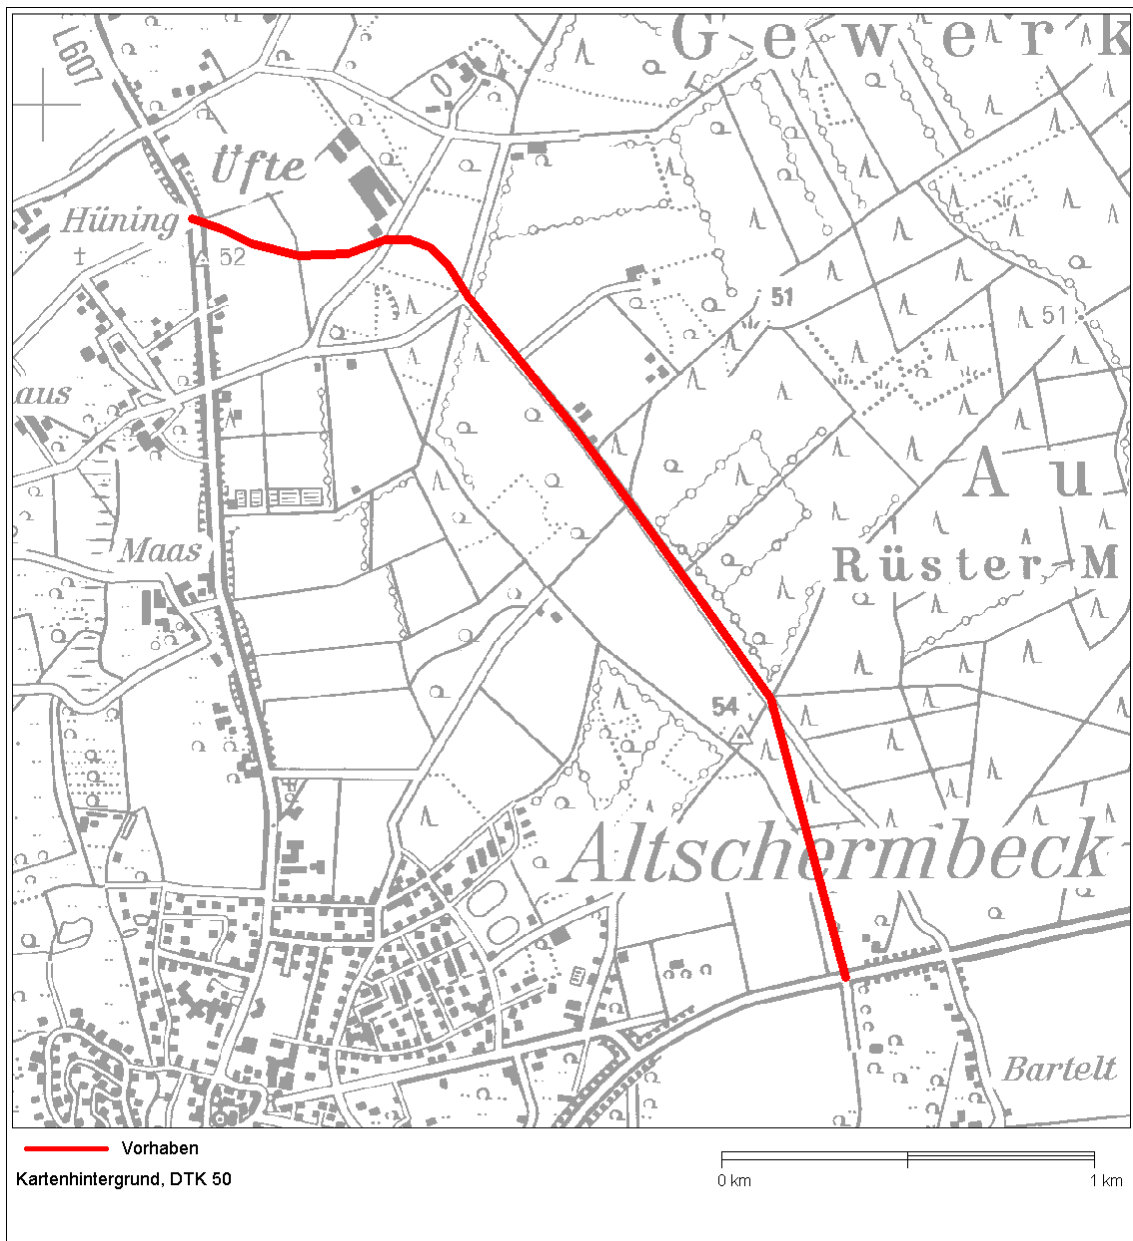 Gewerk
L607
Üfte
Hüning
52
51
51
aus
Au
Maas
Rüster-M
54
Altschermbeck
Bartelt
Vorhaben
Kartenhintergrund, DTK 50
0 km 1 km